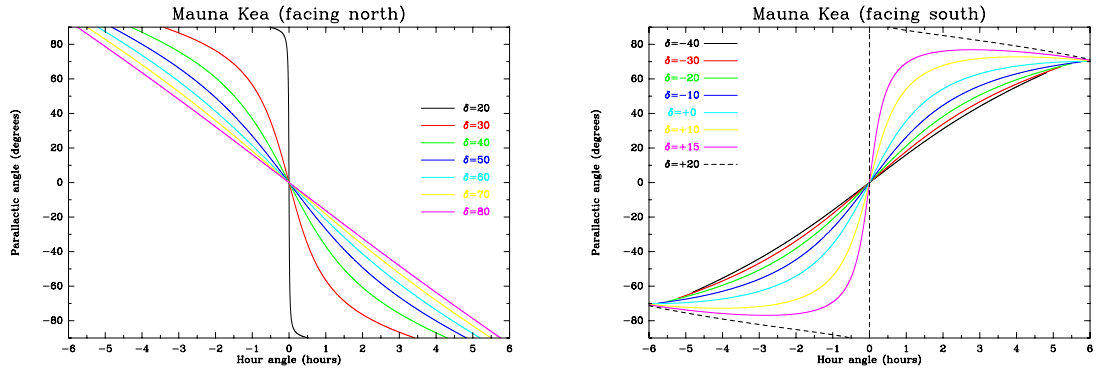 Mauna Kea (facing north)
Parallactic angle (degrees)
80
60
40
20
0
−20
−40
−60
−80
δ=20
δ=30
δ=40
δ=50
δ=60
δ=70
δ=80
−6 −5 −4 −3 −2 −1 0 1 2 3 4 5 6
Hour angle (hours)
Mauna Kea (facing south)
Parallactic angle (degrees)
80
60
40
20
0
−20
−40
−60
−80
δ=−40
δ=−30
δ=−20
δ=−10
δ=+0
δ=+10
δ=+15
δ=+20
−6 −5 −4 −3 −2 −1 0 1 2 3 4 5 6
Hour angle (hours)